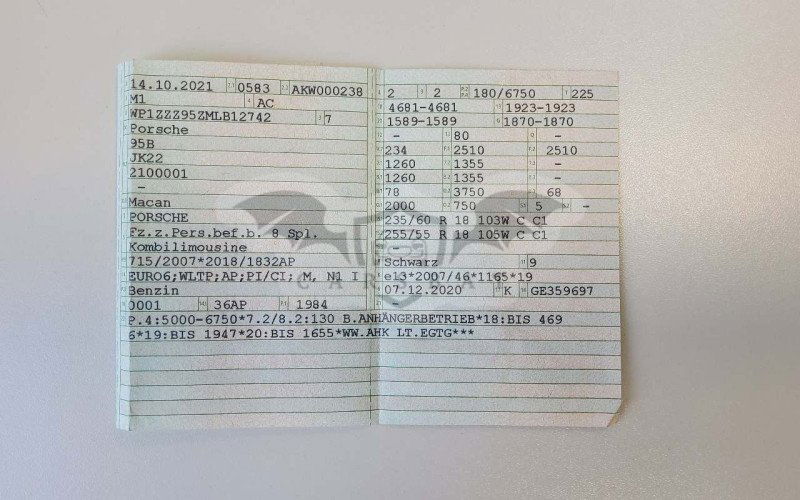 14.10.2021 0583 AKW000238
M1 AC
WP1ZZZ95ZMLB12742 7
Porsche
95B
JK22
2100001
-
Macan
PORSCHE
Fz.z.Pers.bef.b. 8 Spl.
Kombilimousine
715/2007*2018/1832AP
EURO6;WLTP;AP;PI/CI; M, N1 I
Benzin
0001 36AP 1984
P.4:5000-6750*7.2/8.2:130 B.ANHÄNGERBETRIEB*18:BIS 469
6*19:BIS 1947*20:BIS 1655*WW.AHK LT.EGTG***
2 2 180/6750 225
4681-4681 1923-1923
1589-1589 1870-1870
- 80 -
234 2510 2510
1260 1355 -
1260 1355 -
78 3750 68
2000 750 5 -
235/60 R 18 103W C C1
255/55 R 18 105W C C1
-
Schwarz 9
e13*2007/46*1165*19
07.12.2020 K GE359697
-